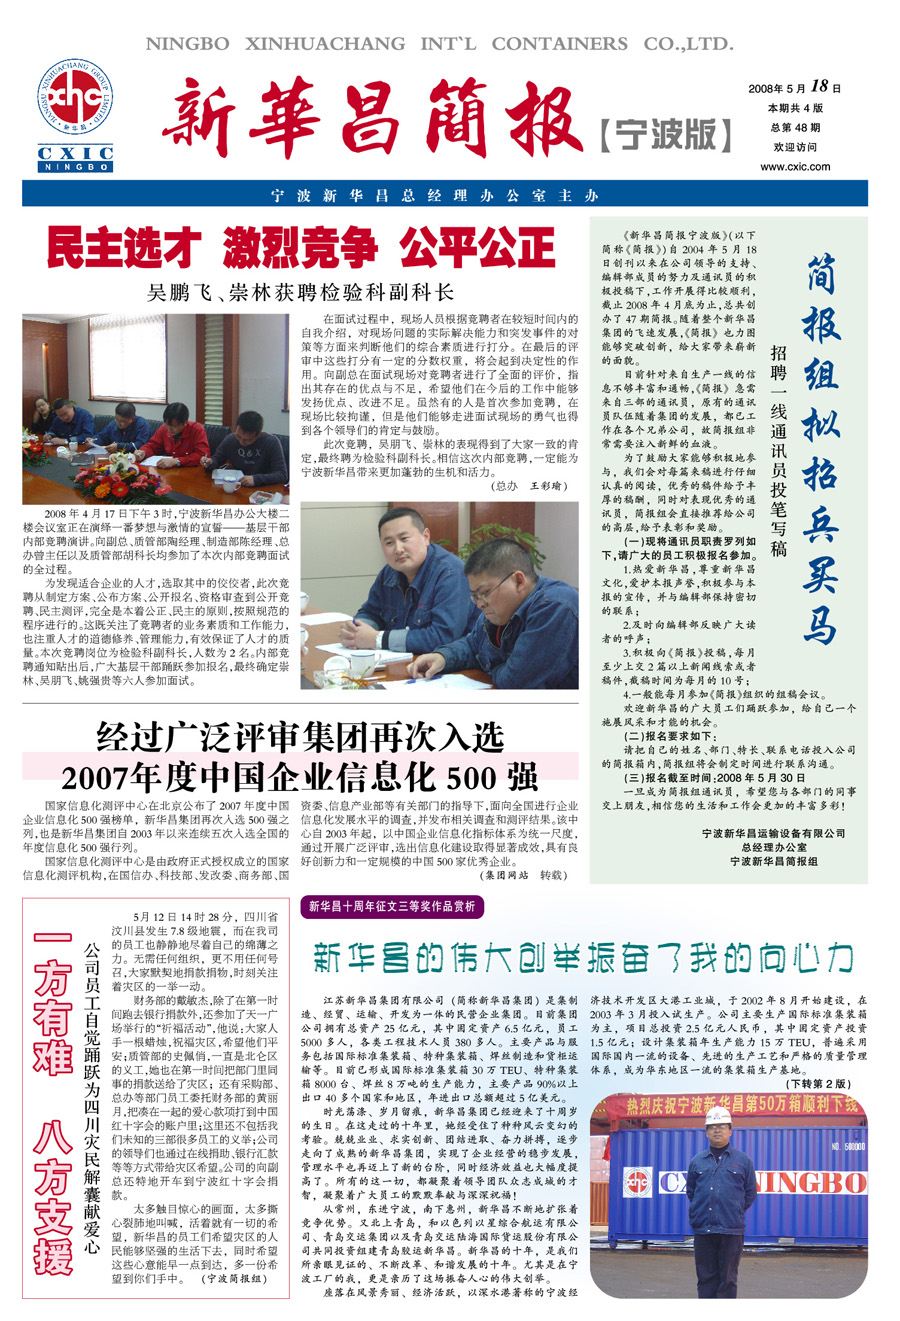 NINGBO XINHUACHANG INT`L CONTAINERS CO.,LTD.
JIANGSU XINHUACHANG GROUP LIMITED
xhc
·新华昌·
CXIC
NINGBO
新華昌簡报【宁波版】
2008年5月18日
本期共4版
总第48期
欢迎访问
www.cxic.com
宁波新华昌总经理办公室主办
民主选才 激烈竞争 公平公正
吴鹏飞、崇林获聘检验科副科长
2008年4月17日下午3时,宁波新华昌办公大楼二
楼会议室正在演绎一番梦想与激情的宣誓——基层干部
内部竞聘演讲。向副总、质管部陶经理、制造部陈经理、总
办曾主任以及质管部胡科长均参加了本次内部竞聘面试
的全过程。
为发现适合企业的人才,选取其中的佼佼者,此次竞
聘从制定方案、公布方案、公开报名、资格审查到公开竞
聘、民主测评,完全是本着公正、民主的原则,按照规范的
程序进行的。这既关注了竞聘者的业务素质和工作能力,
也注重人才的道德修养、管理能力,有效保证了人才的质
量。本次竞聘岗位为检验科副科长,人数为2名。内部竞
聘通知贴出后,广大基层干部踊跃参加报名,最终确定崇
林、吴朋飞、姚强贵等六人参加面试。
在面试过程中，现场人员根据竞聘者在较短时间内的
自我介绍，对现场问题的实际解决能力和突发事件的对
策等方面来判断他们的综合素质进行打分。在最后的评
审中这些打分有一定的分数权重，将会起到决定性的作
用。向副总在面试现场对竞聘者进行了全面的评价，指
出其存在的优点与不足，希望他们在今后的工作中能够
发扬优点、改进不足。虽然有的人是首次参加竞聘，在
现场比较拘谨，但是他们能够走进面试现场的勇气也得
到各个领导们的肯定与鼓励。
此次竞聘，吴朋飞、崇林的表现得到了大家一致的肯
定,最终聘为检验科副科长。相信这次内部竞聘,一定能为
宁波新华昌带来更加蓬勃的生机和活力。
（总办 王彩瑜）
经过广泛评审集团再次入选
2007年度中国企业信息化500强
国家信息化测评中心在北京公布了2007年度中国
企业信息化500强榜单，新华昌集团再次入选500强之
列,也是新华昌集团自2003年以来连续五次入选全国的
年度信息化500强行列。
国家信息化测评中心是由政府正式授权成立的国家
信息化测评机构,在国信办、科技部、发改委、商务部、国
资委、信息产业部等有关部门的指导下,面向全国进行企业
信息化发展水平的调查,并发布相关调查和测评结果。该中
心自2003年起，以中国企业信息化指标体系为统一尺度，
通过开展广泛评审,选出信息化建设取得显著成效,具有良
好创新力和一定规模的中国500家优秀企业。
（集团网站 转载）
简报组拟招兵买马
招聘一线通讯员投笔写稿
《新华昌简报宁波版》(以下
简称《简报》)自2004年5月18
日创刊以来在公司领导的支持、
编辑部成员的努力及通讯员的积
极投稿下,工作开展得比较顺利,
截止2008年4月底为止,总共创
办了47期简报。随着整个新华昌
集团的飞速发展,《简报》也力图
能够突破创新，给大家带来崭新
的面貌。
目前针对来自生产一线的信
息不够丰富和通畅,《简报》急需
来自三部的通讯员，原有的通讯
员队伍随着集团的发展，都已工
作在各个兄弟公司，故简报组非
常需要注入新鲜的血液。
为了鼓励大家能够积极地参
与，我们会对每篇来稿进行仔细
认真的阅读，优秀的稿件给予丰
厚的稿酬，同时对表现优秀的通
讯员，简报组会直接推荐给公司
的高层,给予表彰和奖励。
(一)现将通讯员职责罗列如
下,请广大的员工积极报名参加。
1.热爱新华昌,尊重新华昌
文化,爱护本报声誉,积极参与本
报的宣传，并与编辑部保持密切
的联系；
2.及时向编辑部反映广大读
者的呼声；
3.积极向《简报》投稿,每月
至少上交2篇以上新闻线索或者
稿件,截稿时间为每月的10号；
4.一般能每月参加《简报》组织的组稿会议。
欢迎新华昌的广大员工们踊跃参加，给自己一个
施展风采和才能的机会。
(二)报名要求如下：
请把自己的姓名、部门、特长、联系电话投入公司
的简报箱内,简报组将会制定时间进行联系沟通。
(三)报名截至时间:2008年5月30日
一旦成为简报组通讯员，希望您与各部门的同事
交上朋友,相信您的生活和工作会更加的丰富多彩！
宁波新华昌运输设备有限公司
总经理办公室
宁波新华昌简报组
一方有难 八方支援
公司员工自觉踊跃为四川灾民解囊献爱心
5月12日14时28分，四川省
汶川县发生7.8级地震，而在我司
的员工也静静地尽着自己的绵薄之
力。无需任何组织，更不用任何号
召,大家默契地捐款捐物,时刻关注
着灾区的一举一动。
财务部的戴敏杰,除了在第一时
间跑去银行捐款外,还参加了天一广
场举行的“祈福活动”,他说;大家人
手一根蜡烛,祝福灾区,希望他们平
安;质管部的史佩俏,一直是北仑区
的义工,她也在第一时间把部门里同
事的捐款送给了灾区；还有采购部、
总办等部门员工委托财务部的黄丽
月,把凑在一起的爱心款项打到中国
红十字会的账户里;这里还不包括我
们未知的三部很多员工的义举;公司
的领导们也通过在线捐助、银行汇款
等等方式带给灾区希望。公司的向副
总还特地开车到宁波红十字会捐
款。
太多触目惊心的画面，太多撕
心裂肺地叫喊，活着就有一切的希
望，新华昌的员工们希望灾区的人
民能够坚强的生活下去，同时希望
这些心意能早一点到达，多一份希
望到你们手中。 （宁波简报组）
新华昌十周年征文三等奖作品赏析
新华昌的伟大创举振奋了我的向心力
江苏新华昌集团有限公司（简称新华昌集团）是集制
造、经贸、运输、开发为一体的民营企业集团。目前集团
公司拥有总资产25亿元，其中固定资产6.5亿元，员工
5000多人，各类工程技术人员380多人。主要产品与服
务包括国际标准集装箱、特种集装箱、焊丝制造和货柜运
输等。目前已形成国际标准集装箱30万TEU、特种集装
箱8000台、焊丝8万吨的生产能力，主要产品90%以上
出口40多个国家和地区，年进出口总额超过5亿美元。
时光荡漾、岁月留痕，新华昌集团已经迎来了十周岁
的生日。在这走过的十年里，她经受住了种种风云变幻的
考验。兢兢业业、求实创新、团结进取、奋力拼搏，逐步
走向了成熟的新华昌集团，实现了企业经营的稳步发展，
管理水平也再迈上了新的台阶，同时经济效益也大幅度提
高了。所有的这一切，都凝聚着领导团队众志成城的才
智，凝聚着广大员工的默默奉献与深深祝福！
从常州，东进宁波，南下惠州，新华昌不断地扩张着
竞争优势。又北上青岛，和以色列以星综合航运有限公
司、青岛交运集团以及青岛交运陆海国际货运股份有限公
司共同投资组建青岛胶运新华昌。新华昌的十年，是我们
所亲眼见证的、不断改革、和谐发展的十年。尤其是在宁
波工厂的我，更是亲历了这场振奋人心的伟大创举。
座落在风景秀丽、经济活跃，以深水港著称的宁波经
济技术开发区大港工业城，于2002年8月开始建设，在
2003年3月投入试生产。公司主要生产国际标准集装箱
为主，项目总投资2.5亿元人民币，其中固定资产投资
1.5亿元；设计集装箱年生产能力15万TEU，普遍采用
国际国内一流的设备、先进的生产工艺和严格的质量管理
体系，成为华东地区一流的集装箱生产基地。
（下转第2版）
热烈庆祝宁波新华昌第50万箱顺利下线
NO. 500000
CX
NINGBO